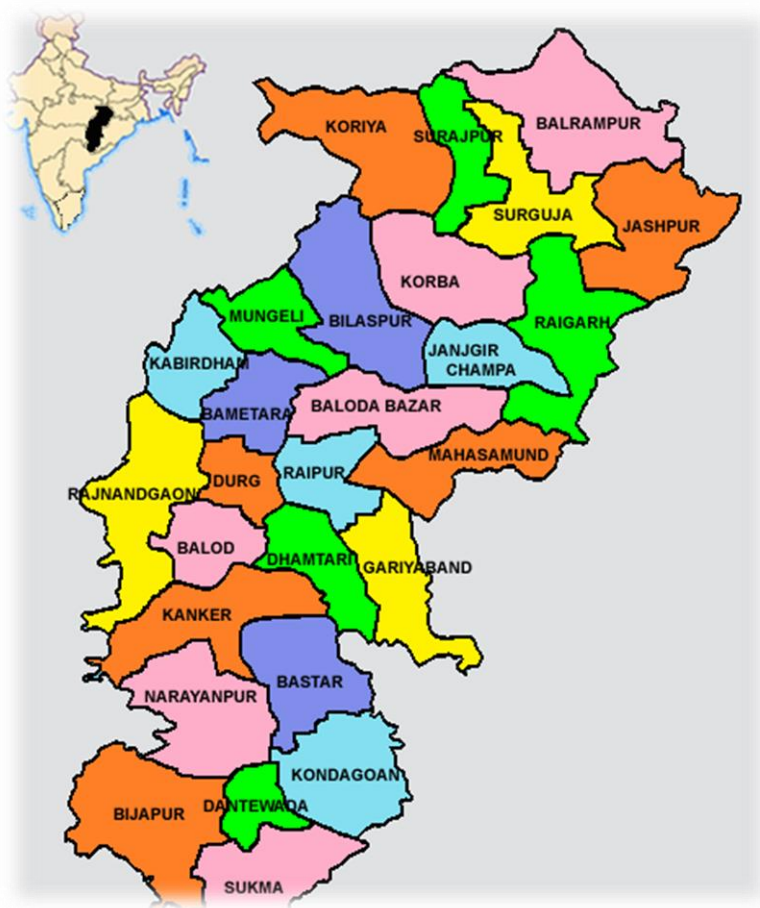 KORIYA
SURAJPUR
BALRAMPUR
SURGUJA
JASHPUR
KORBA
MUNGELI
BILASPUR
RAIGARH
JANJGIR
CHAMPA
KABIRDHAM
BAMETARA
BALODA BAZAR
MAHASAMUND
RAJNANDGAON
DURG
RAIPUR
BALOD
DHAMTARI
GARIYABAND
KANKER
BASTAR
NARAYANPUR
KONDAGOAN
DANTEWADA
BIJAPUR
SUKMA